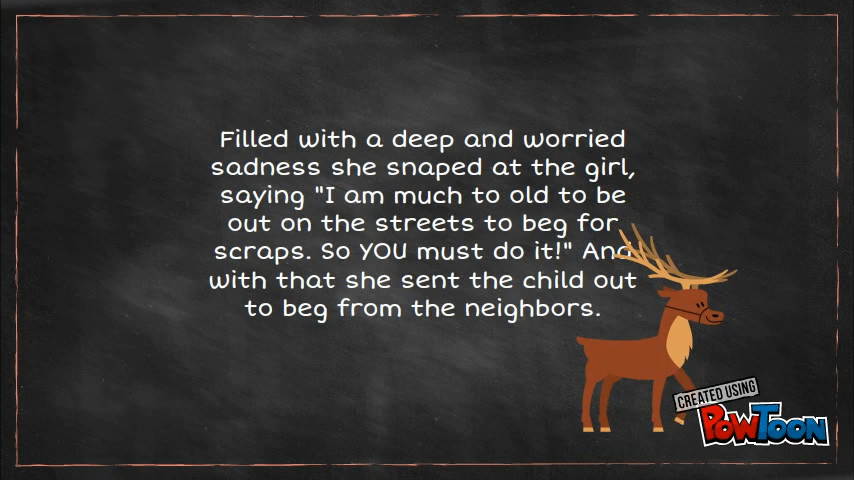 Filled with a deep and worried
sadness she snaped at the girl,
saying "I am much to old to be
out on the streets to beg for
scraps. So YOU must do it!" And
with that she sent the child out
to beg from the neighbors.
CREATED USING
POWTOON